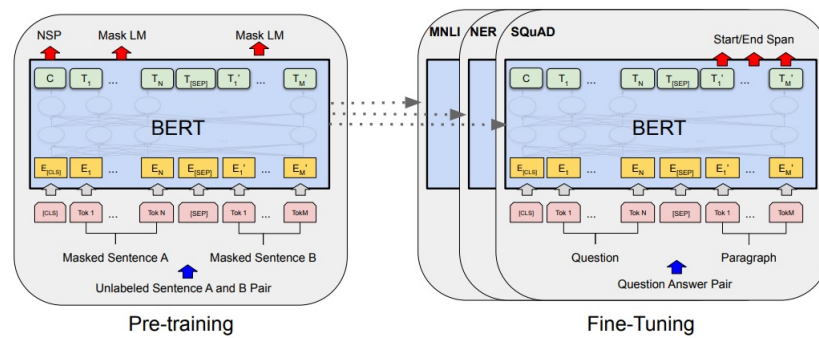 NSP Mask LM Mask LM
C T1 ... TN T[SEP] T1' ... TM'
BERT
E[CLS] E1 ... EN E[SEP] E1' ... EM'
[CLS] Tok 1 ... Tok N [SEP] Tok 1 ... TokM
Masked Sentence A Masked Sentence B
Unlabeled Sentence A and B Pair
Pre-training
MNLI NER SQuAD
Start/End Span
C T1 ... TN T[SEP] T1' ... TM'
BERT
E[CLS] E1 ... EN E[SEP] E1' ... EM'
[CLS] Tok 1 ... Tok N [SEP] Tok 1 ... TokM
Question Paragraph
Question Answer Pair
Fine-Tuning